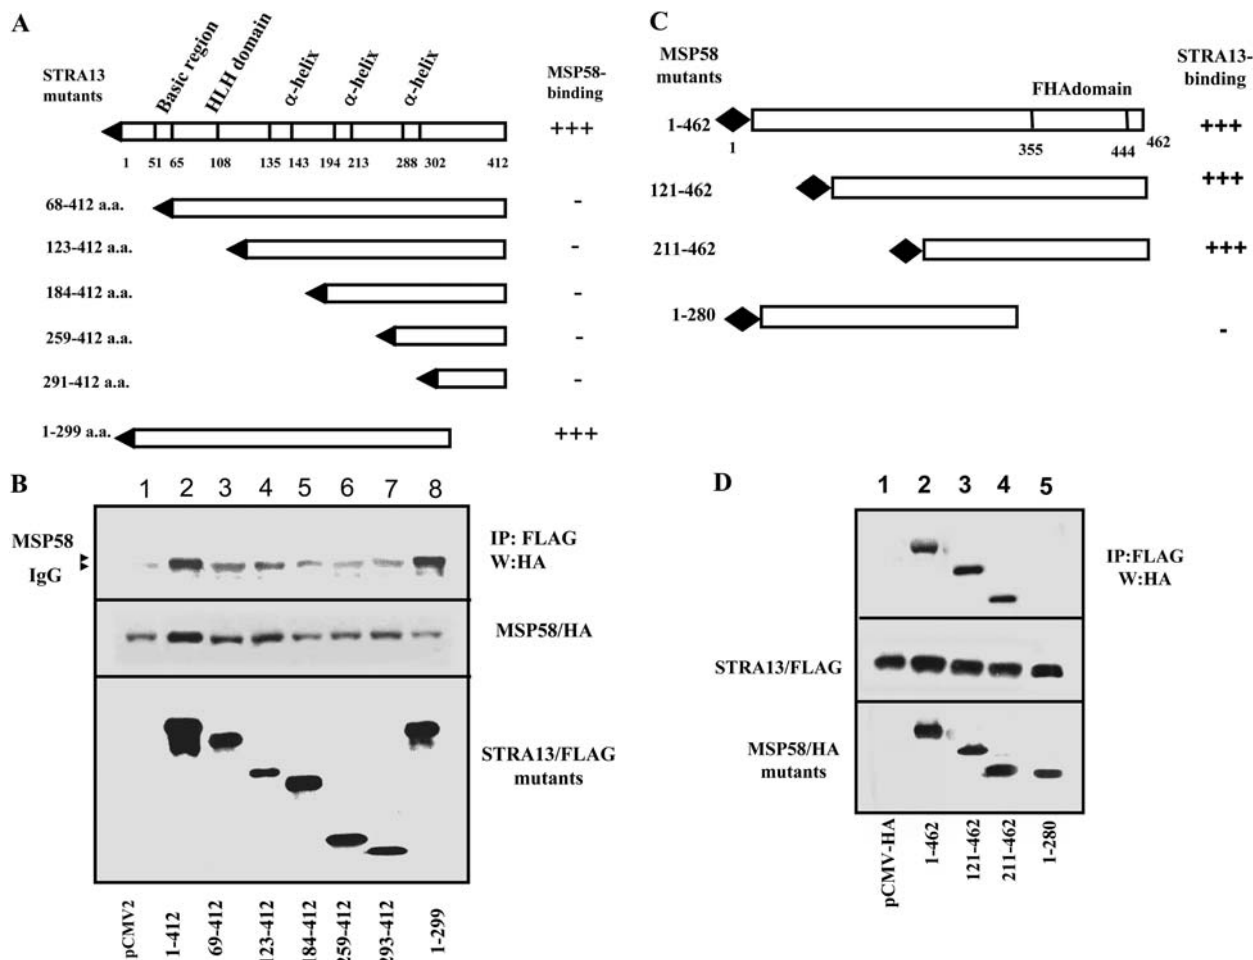 A
STRA13
mutants
Basic region
HLH domain
α-helix
α-helix
α-helix
MSP58-
binding
+++
1 51 65 108 135 143 194 213 288 302 412
68-412 a.a. -
123-412 a.a. -
184-412 a.a. -
259-412 a.a. -
291-412 a.a. -
1-299 a.a. +++
B
1 2 3 4 5 6 7 8
MSP58
IgG
IP: FLAG
W:HA
MSP58/HA
STRA13/FLAG
mutants
pCMV2
1-412
69-412
123-412
184-412
259-412
293-412
1-299
C
MSP58
mutants
STRA13-
binding
FHAdomain
1-462 +++
1 355 444 462
121-462 +++
211-462 +++
1-280 -
D
1 2 3 4 5
IP:FLAG
W:HA
STRA13/FLAG
MSP58/HA
mutants
pCMV-HA
1-462
121-462
211-462
1-280